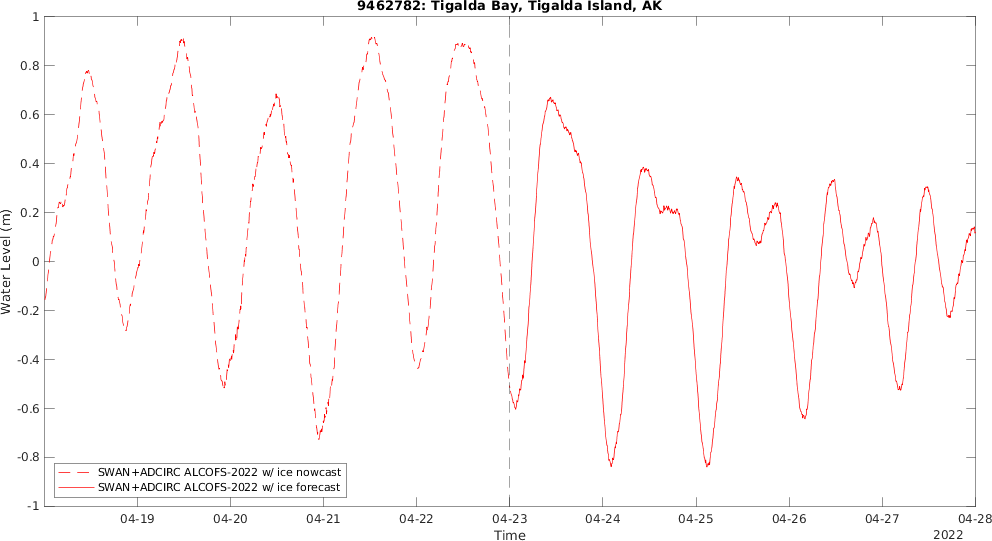 9462782: Tigalda Bay, Tigalda Island, AK
Water Level (m)
1
0.8
0.6
0.4
0.2
0
-0.2
-0.4
-0.6
-0.8
-1
SWAN+ADCIRC ALCOFS-2022 w/ ice nowcast
SWAN+ADCIRC ALCOFS-2022 w/ ice forecast
04-19 04-20 04-21 04-22 04-23 04-24 04-25 04-26 04-27 04-28
Time
2022